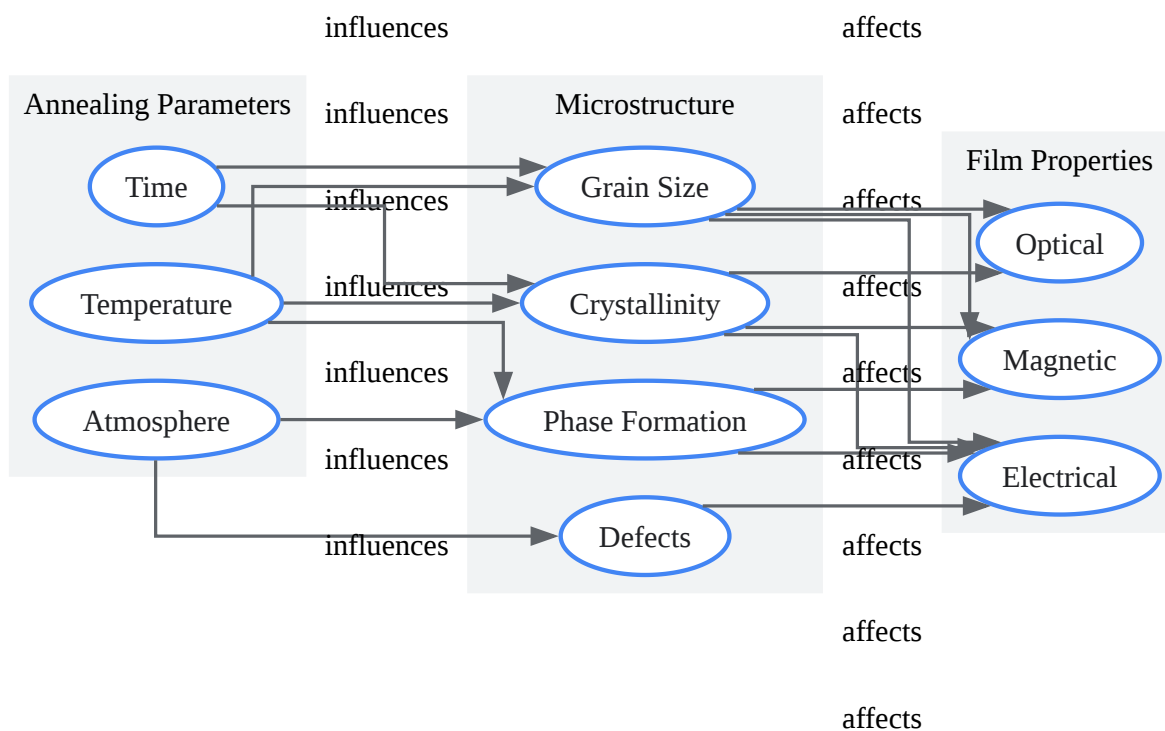 influences
affects
Annealing Parameters
influences
Microstructure
affects
Film Properties
Time
influences
Grain Size
affects
Optical
Temperature
influences
Crystallinity
affects
Magnetic
Atmosphere
influences
Phase Formation
affects
Electrical
influences
affects
Defects
influences
affects
affects
affects